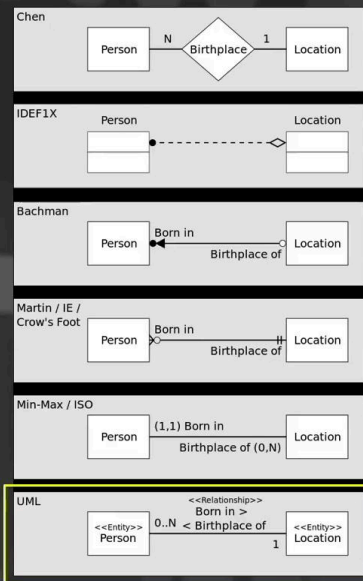 Chen
N
1
Person
Birthplace
Location
IDEF1X
Person
Location
Bachman
Born in
Person
Location
Birthplace of
Martin / IE /
Crow's Foot
Born in
Person
Location
Birthplace of
Min-Max / ISO
(1,1) Born in
Person
Location
Birthplace of (0,N)
UML
<<Relationship>>
Born in >
<<Entity>>
Person
0..N
< Birthplace of
<<Entity>>
Location
1